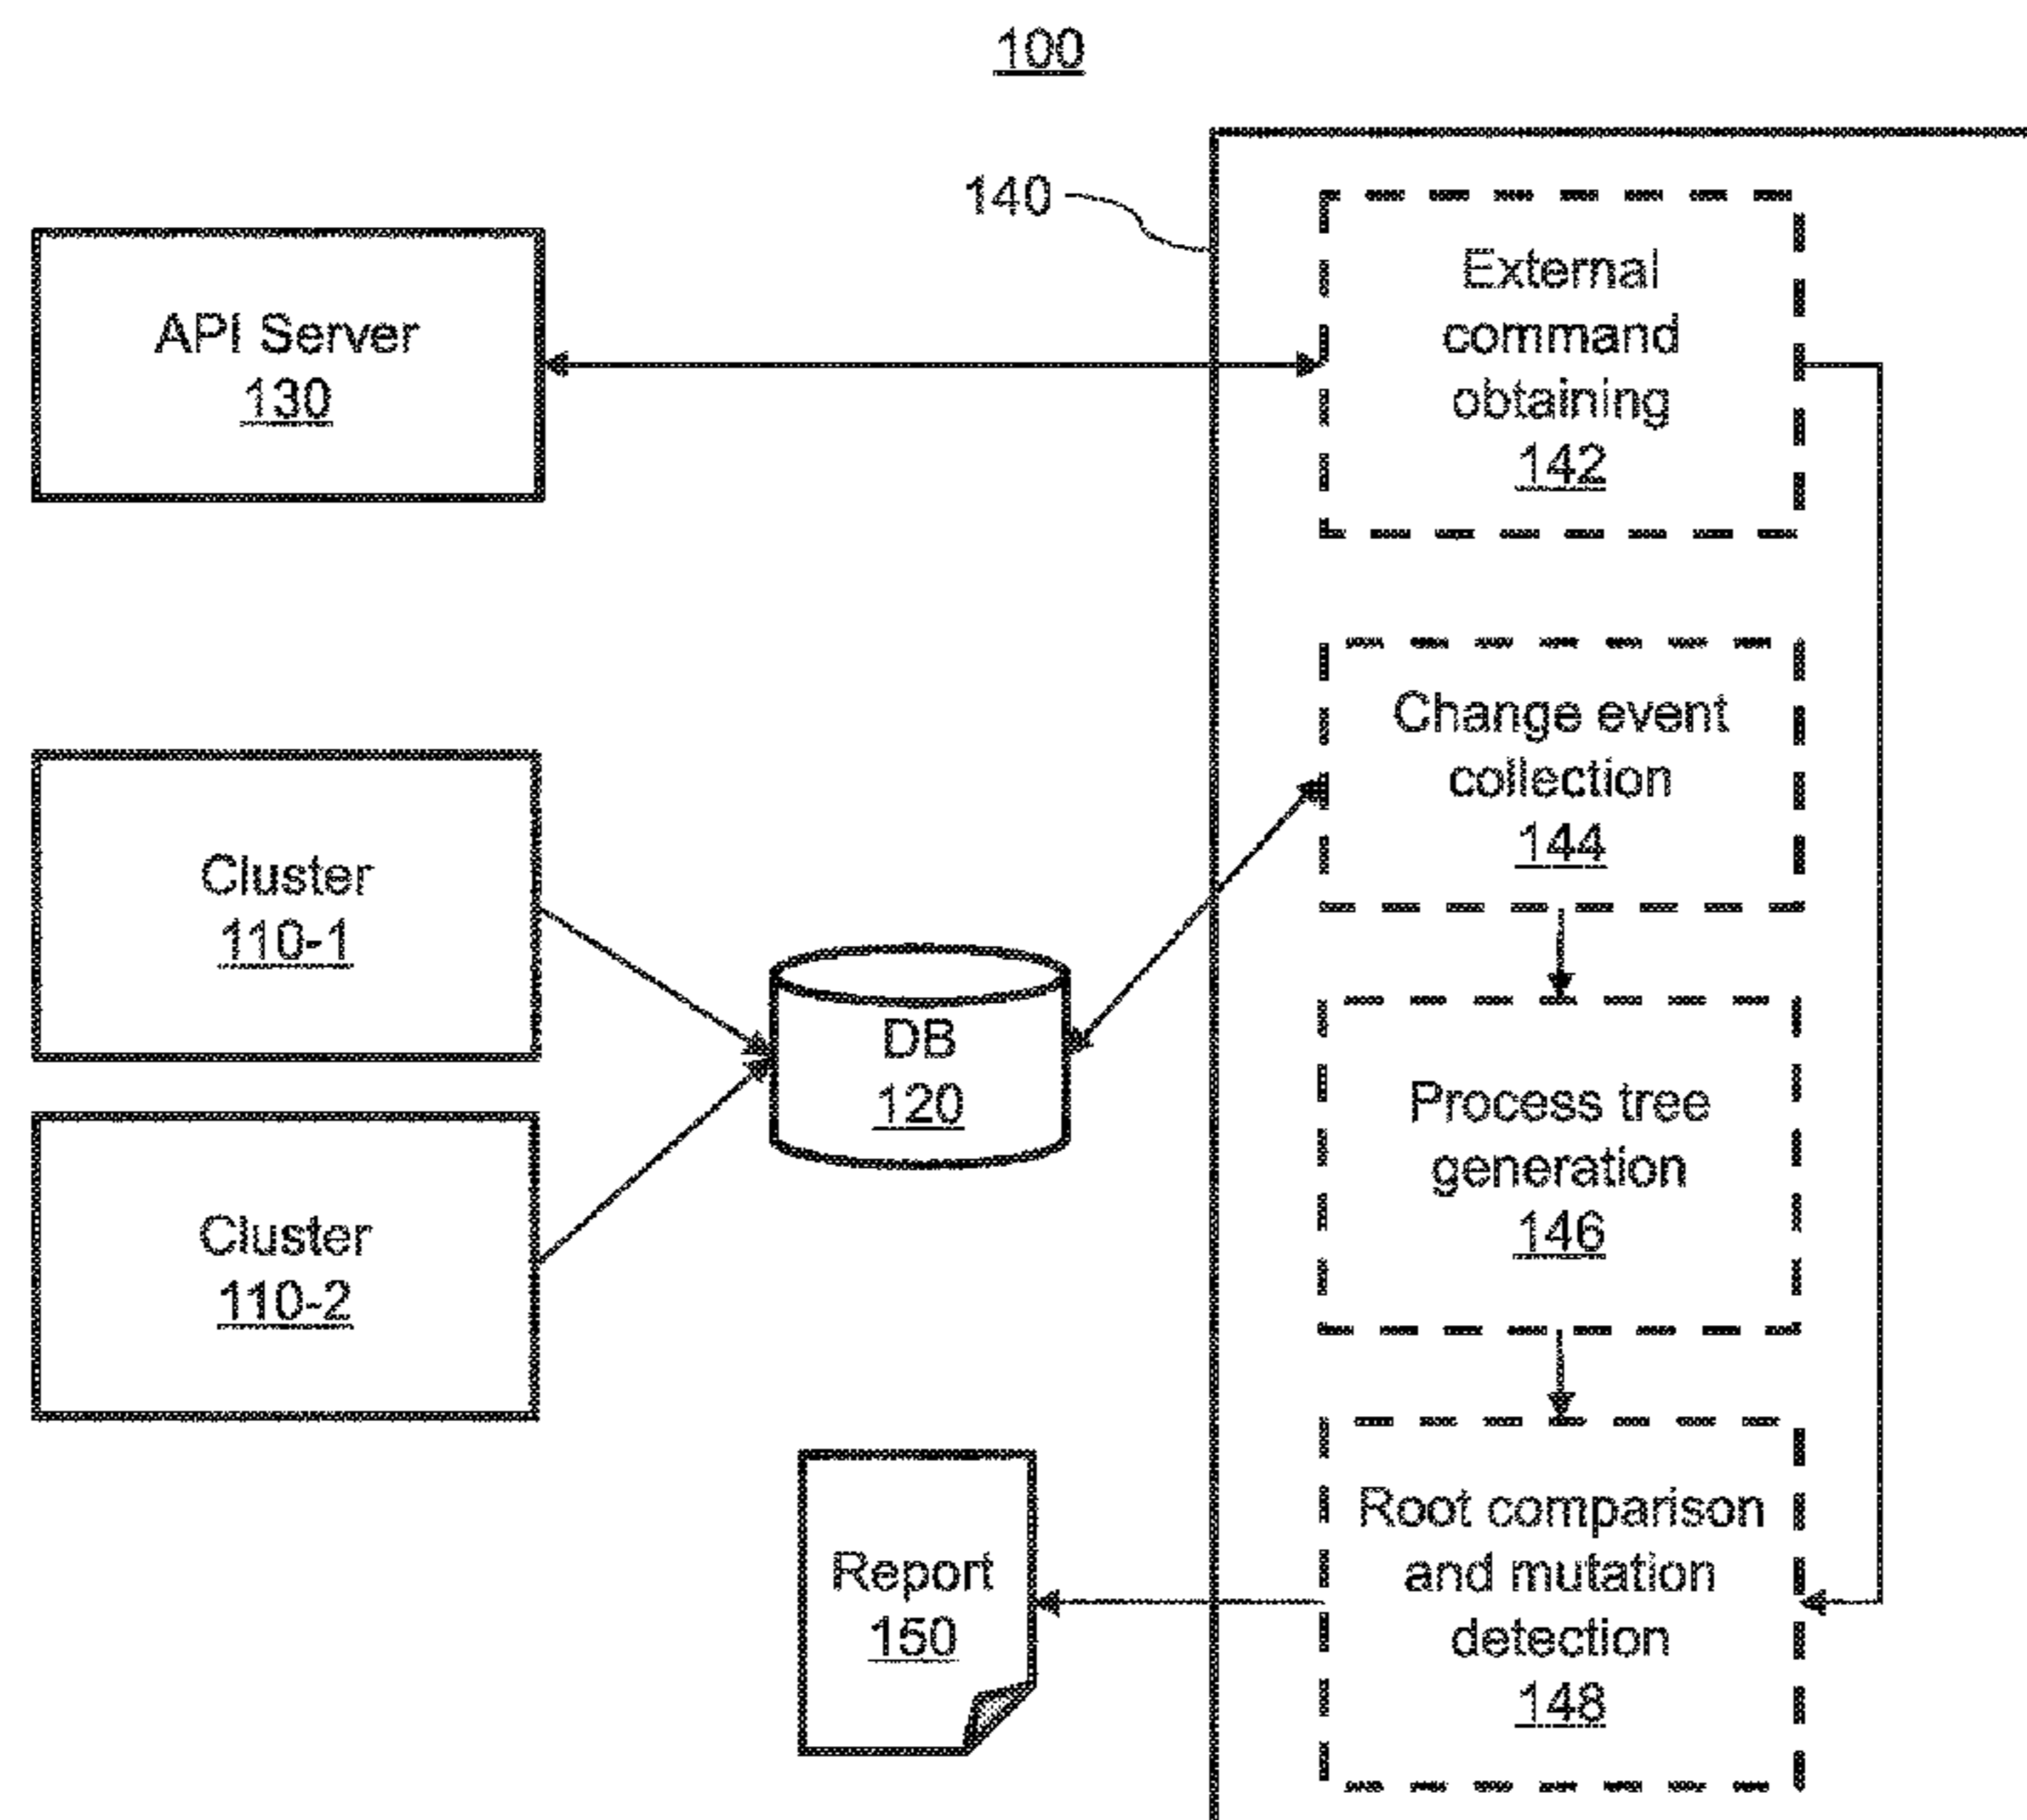 100
140
API Server
130
External
command
obtaining
142
Change event
collection
144
Cluster
110-1
DB
120
Process tree
generation
146
Cluster
110-2
Report
150
Root comparison
and mutation
detection
148